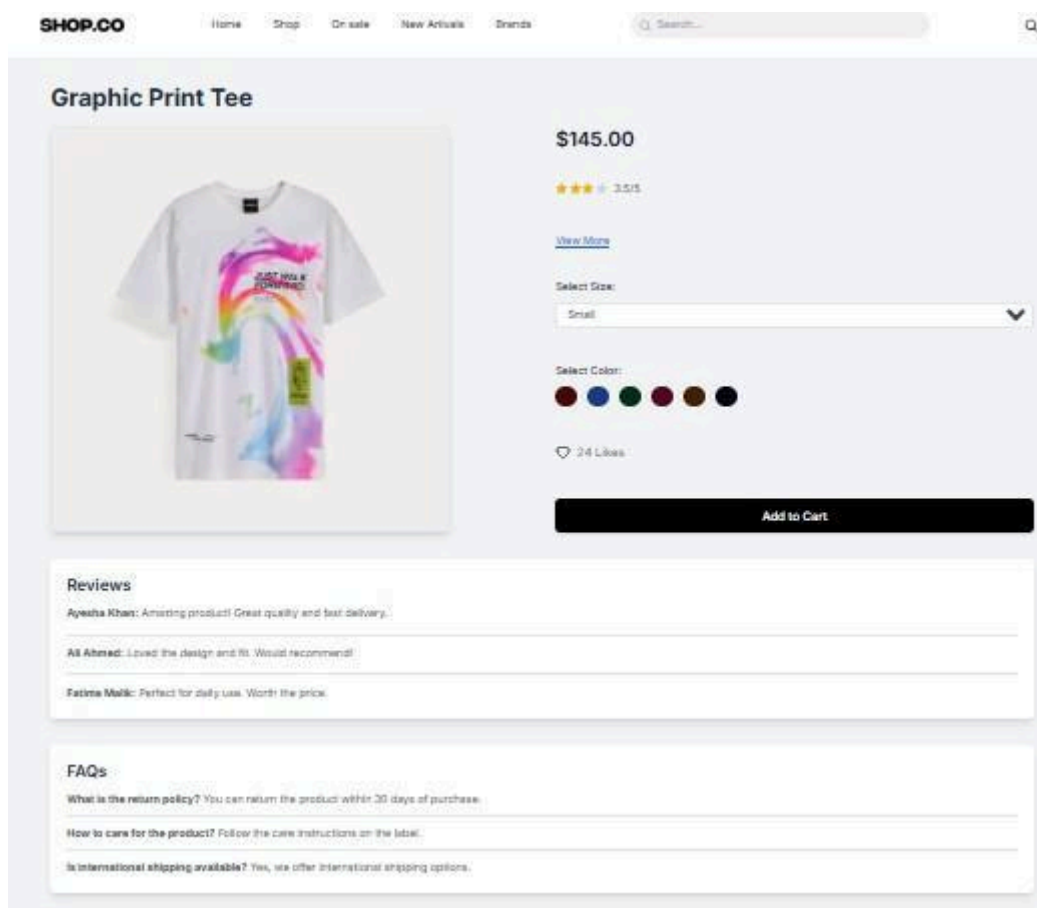 SHOP.CO Home Shop On sale New Arrivals Brands Search...
Graphic Print Tee
$145.00
3.5/5
View More
Select Size:
Small
Select Color:
24 Likes
Add to Cart
JUST WALK
FORWARD
Reviews
Ayesha Khan: Amazing product! Great quality and fast delivery.
Ali Ahmed: Loved the design and fit. Would recommend!
Fatima Malik: Perfect for daily use. Worth the price.
FAQs
What is the return policy? You can return the product within 30 days of purchase.
How to care for the product? Follow the care instructions on the label.
Is international shipping available? Yes, we offer international shipping options.